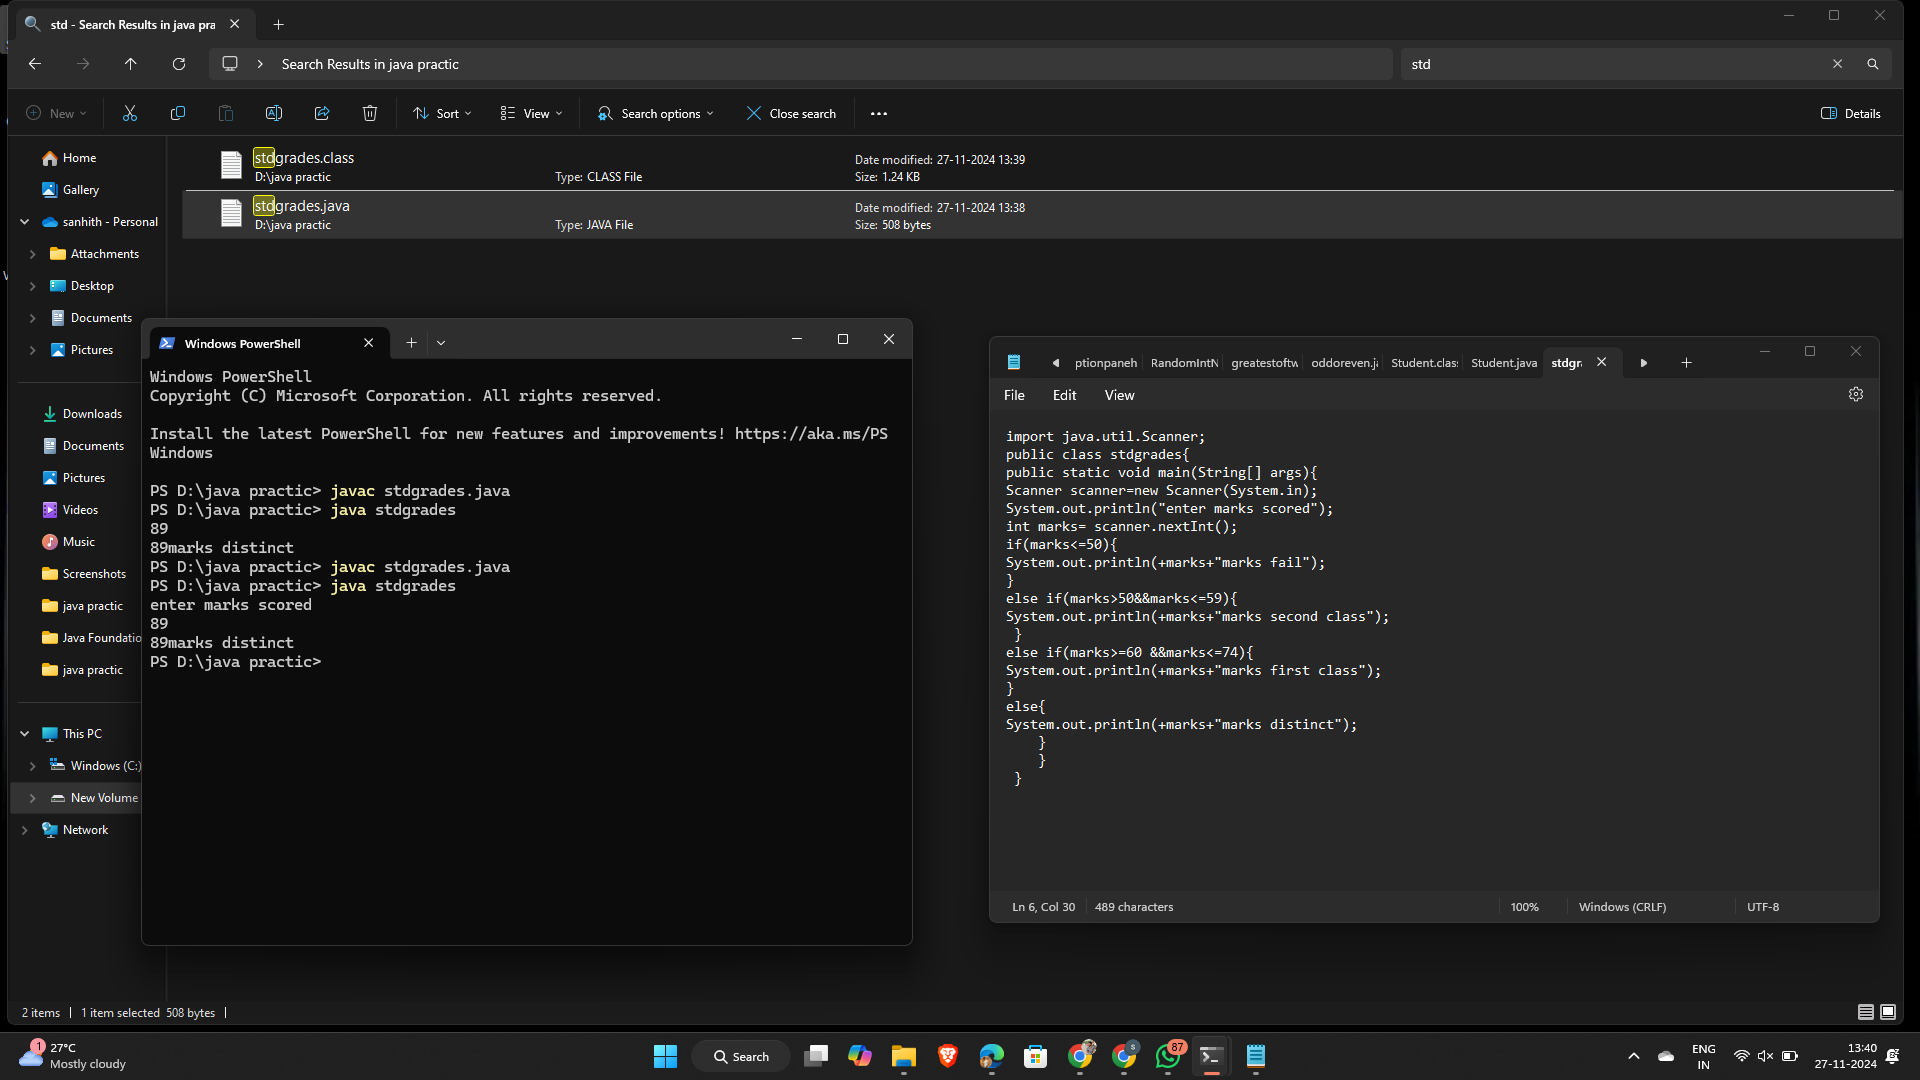 std - Search Results in java pra
Search Results in java practic
std
New
Sort
View
Search options
Close search
Details
Home
Gallery
sanhith - Personal
Attachments
Desktop
Documents
Pictures
Downloads
Documents
Pictures
Videos
Music
Screenshots
java practic
Java Foundatio
java practic
This PC
Windows (C:)
New Volume
Network
stdgrades.class
D:\java practic
Type: CLASS File
Date modified: 27-11-2024 13:39
Size: 1.24 KB
stdgrades.java
D:\java practic
Type: JAVA File
Date modified: 27-11-2024 13:38
Size: 508 bytes
Windows PowerShell
Windows PowerShell
Copyright (C) Microsoft Corporation. All rights reserved.
Install the latest PowerShell for new features and improvements! https://aka.ms/PS
Windows
PS D:\java practic> javac stdgrades.java
PS D:\java practic> java stdgrades
89
89marks distinct
PS D:\java practic> javac stdgrades.java
PS D:\java practic> java stdgrades
enter marks scored
89
89marks distinct
PS D:\java practic>
ptionpaneh
RandomIntN
greatestoftw
oddoreven.j
Student.clas
Student.java
stdgr
File
Edit
View
import java.util.Scanner;
public class stdgrades{
public static void main(String[] args){
Scanner scanner=new Scanner(System.in);
System.out.println("enter marks scored");
int marks= scanner.nextInt();
if(marks<=50){
System.out.println(+marks+"marks fail");
}
else if(marks>50&&marks<=59){
System.out.println(+marks+"marks second class");
}
else if(marks>=60 &&marks<=74){
System.out.println(+marks+"marks first class");
}
else{
System.out.println(+marks+"marks distinct");
}
}
}
Ln 6, Col 30
489 characters
100%
Windows (CRLF)
UTF-8
2 items
1 item selected 508 bytes
1
27°C
Mostly cloudy
Search
s
87
ENG
IN
13:40
27-11-2024